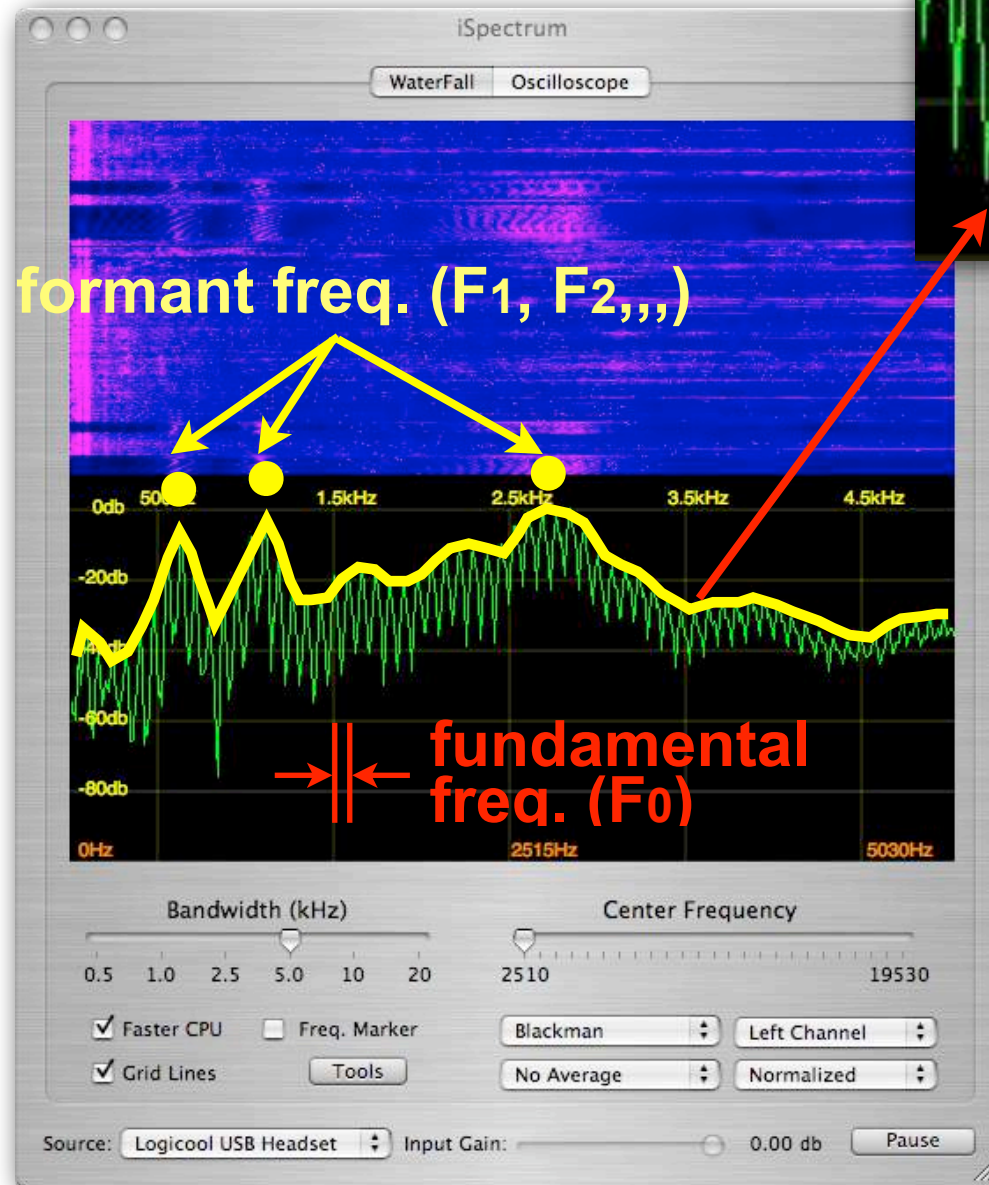 iSpectrum
WaterFall Oscilloscope
formant freq. (F1, F2,,,)
0db 1.5kHz 2.5kHz 3.5kHz 4.5kHz
-20db
-60db
fundamental
freq. (F0)
-80db
0Hz 2515Hz 5030Hz
Bandwidth (kHz) Center Frequency
0.5 1.0 2.5 5.0 10 20 2510 19530
Faster CPU Freq. Marker Blackman Left Channel
Grid Lines Tools No Average Normalized
Source: Logicool USB Headset Input Gain: 0.00 db Pause